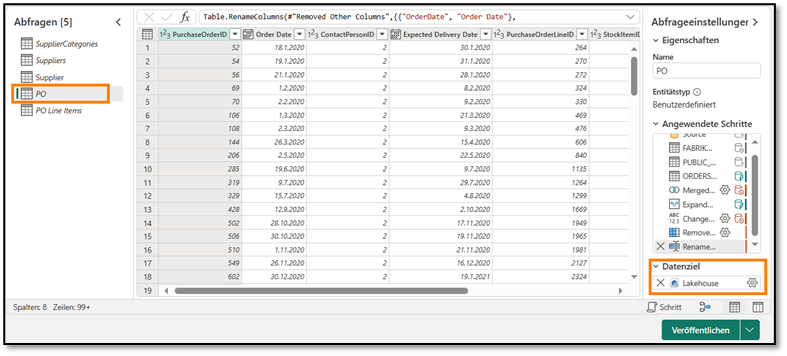 Abfragen [5]
SupplierCategories
Suppliers
Supplier
PO
PO Line Items
fx Table.RenameColumns(#"Removed Other Columns",{{"OrderDate", "Order Date"},
PurchaseOrderID Order Date ContactPersonID Expected Delivery Date PurchaseOrderLineID StockItemID
1 52 18.1.2020 2 30.1.2020 264
2 54 19.1.2020 2 31.1.2020 270
3 56 21.1.2020 2 28.1.2020 272
4 69 1.2.2020 2 8.2.2020 324
5 70 2.2.2020 2 9.2.2020 330
6 106 1.3.2020 2 21.3.2020 469
7 108 2.3.2020 2 9.3.2020 476
8 144 26.3.2020 2 15.4.2020 606
9 206 2.5.2020 2 22.5.2020 840
10 285 19.6.2020 2 9.7.2020 1135
11 319 9.7.2020 2 29.7.2020 1264
12 329 15.7.2020 2 4.8.2020 1299
13 428 12.9.2020 2 2.10.2020 1669
14 502 28.10.2020 2 17.11.2020 1949
15 506 30.10.2020 2 19.11.2020 1965
16 510 1.11.2020 2 21.11.2020 1981
17 549 26.11.2020 2 16.12.2020 2127
18 602 30.12.2020 2 19.1.2021 2324
19
Abfrageeinstellungen
Eigenschaften
Name
PO
Entitätstyp
Benutzerdefiniert
Angewendete Schritte
Source
FABRIK...
PUBLIC_...
ORDERS...
Merged...
Expand...
Change...
Remove...
Rename...
Datenziel
Lakehouse
Spalten: 8 Zeilen: 99+
Schritt
Veröffentlichen